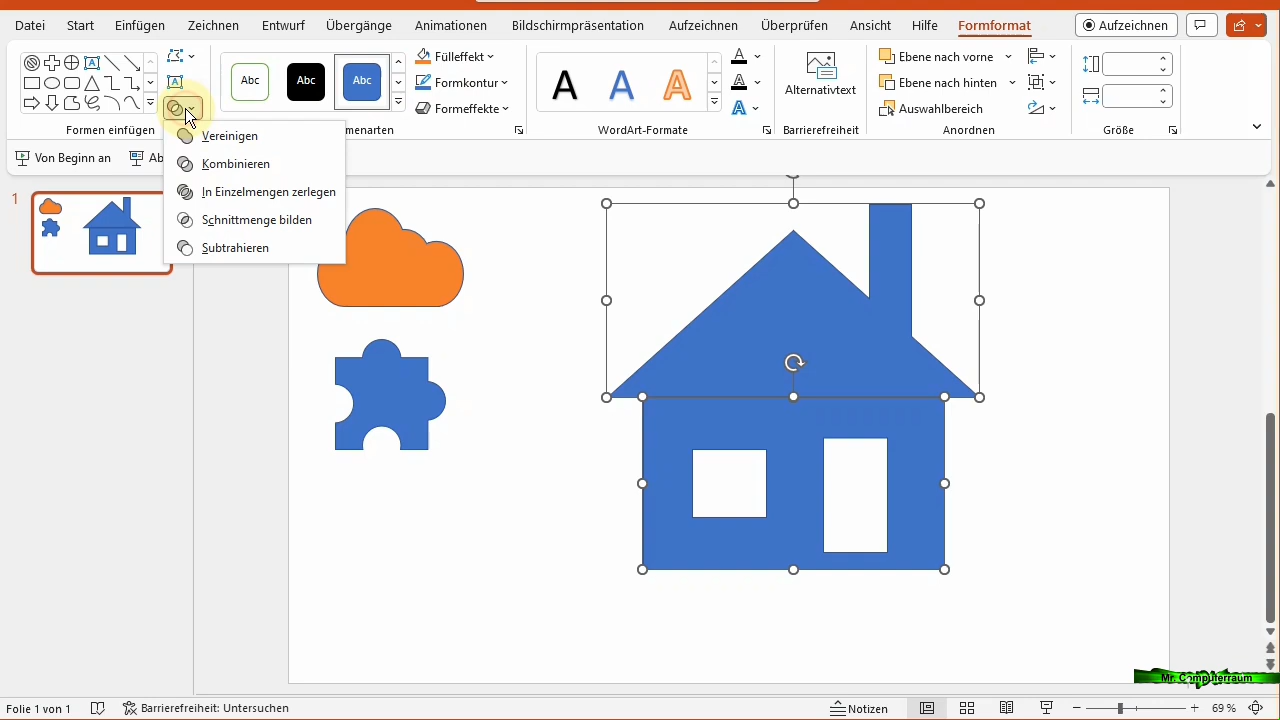 Datei Start Einfügen Zeichnen Entwurf Übergänge Animationen Bildschirmpräsentation Aufzeichnen Überprüfen Ansicht Hilfe Formformat Aufzeichnen
Abc Abc Abc
Fülleffekt
Formkontur
Formeffekte
A A A
A
A
A
Alternativtext
Ebene nach vorne
Ebene nach hinten
Auswahlbereich
Formen einfügen
menarten
WordArt-Formate
Barrierefreiheit
Anordnen
Größe
Von Beginn an
Ab
Vereinigen
Kombinieren
In Einzelmengen zerlegen
Schnittmenge bilden
Subtrahieren
1
Mr. Computerraum
Folie 1 von 1 Barrierefreiheit: Untersuchen Notizen 69 %